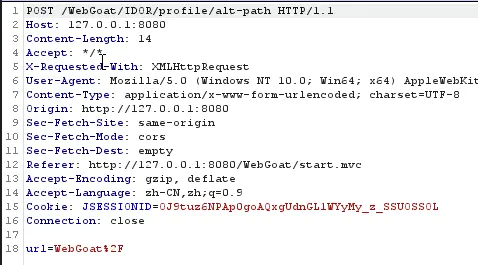 1 POST /WebGoat/IDOR/profile/alt-path HTTP/1.1
2 Host: 127.0.0.1:8080
3 Content-Length: 14
4 Accept: */*
5 X-Requested-With: XMLHttpRequest
6 User-Agent: Mozilla/5.0 (Windows NT 10.0; Win64; x64) AppleWebKit
7 Content-Type: application/x-www-form-urlencoded; charset=UTF-8
8 Origin: http://127.0.0.1:8080
9 Sec-Fetch-Site: same-origin
10 Sec-Fetch-Mode: cors
11 Sec-Fetch-Dest: empty
12 Referer: http://127.0.0.1:8080/WebGoat/start.mvc
13 Accept-Encoding: gzip, deflate
14 Accept-Language: zh-CN,zh;q=0.9
15 Cookie: JSESSIONID=
16 Connection: close
17
18 url=WebGoat%2F